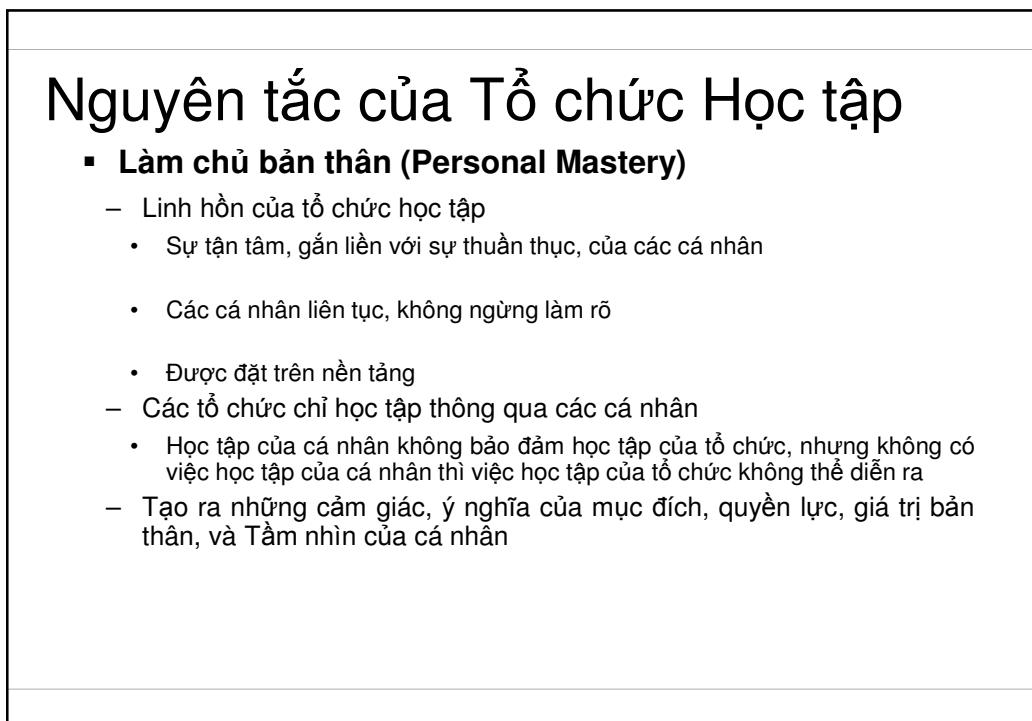 Nguyên tắc của Tổ chức Học tập
▪ Làm chủ bản thân (Personal Mastery)
– Linh hồn của tổ chức học tập
• Sự tận tâm, gắn liền với sự thuần thục, của các cá nhân
• Các cá nhân liên tục, không ngừng làm rõ
• Được đặt trên nền tảng
– Các tổ chức chỉ học tập thông qua các cá nhân
• Học tập của cá nhân không bảo đảm học tập của tổ chức, nhưng không có
việc học tập của cá nhân thì việc học tập của tổ chức không thể diễn ra
– Tạo ra những cảm giác, ý nghĩa của mục đích, quyền lực, giá trị bản
thân, và Tầm nhìn của cá nhân